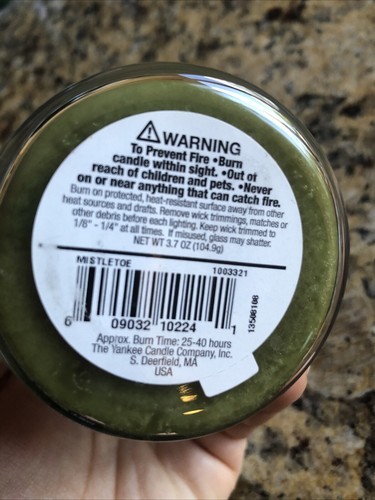 WARNING
To Prevent Fire •Burn
candle within sight. •Out of
reach of children and pets. •Never
on or near anything that can catch fire.
Burn on protected, heat-resistant surface away from other
heat sources and drafts. Remove wick trimmings, matches or
other debris before each lighting. Keep wick trimmed to
1/8" - 1/4" at all times. If misused, glass may shatter.
NET WT 3.7 OZ (104.9g)
MISTLETOE 1003321
6 09032 10224 1
13508108
Approx. Burn Time: 25-40 hours
The Yankee Candle Company, Inc.
S. Deerfield, MA
USA